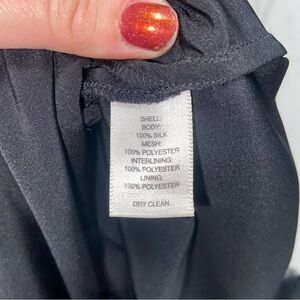 SHELL:
BODY:
100% SILK
MESH:
100% POLYESTER
INTERLINING:
100% POLYESTER
LINING:
100% POLYESTER
DRY CLEAN.